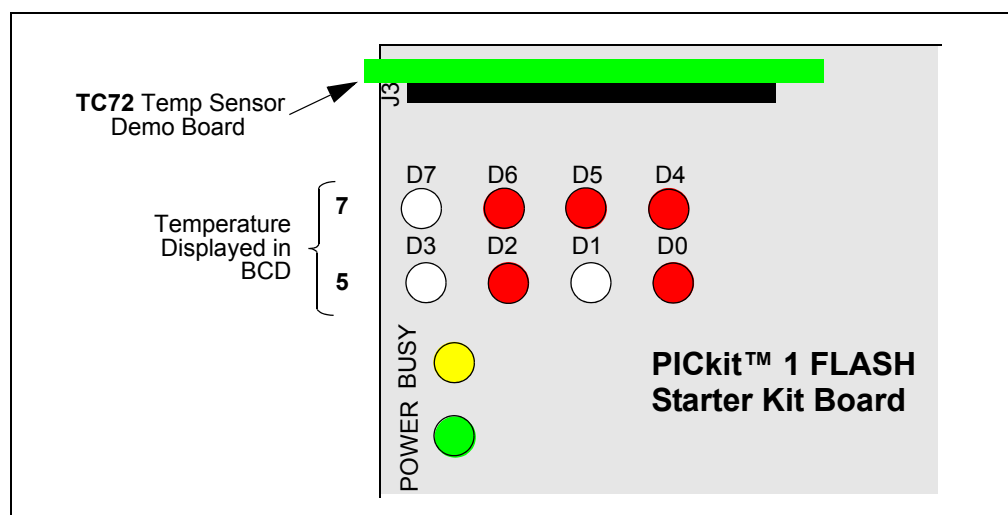 TC72 Temp Sensor
Demo Board
J3
D7 D6 D5 D4
7
Temperature
Displayed in
BCD
D3 D2 D1 D0
5
BUSY
POWER
PICkit™ 1 FLASH
Starter Kit Board